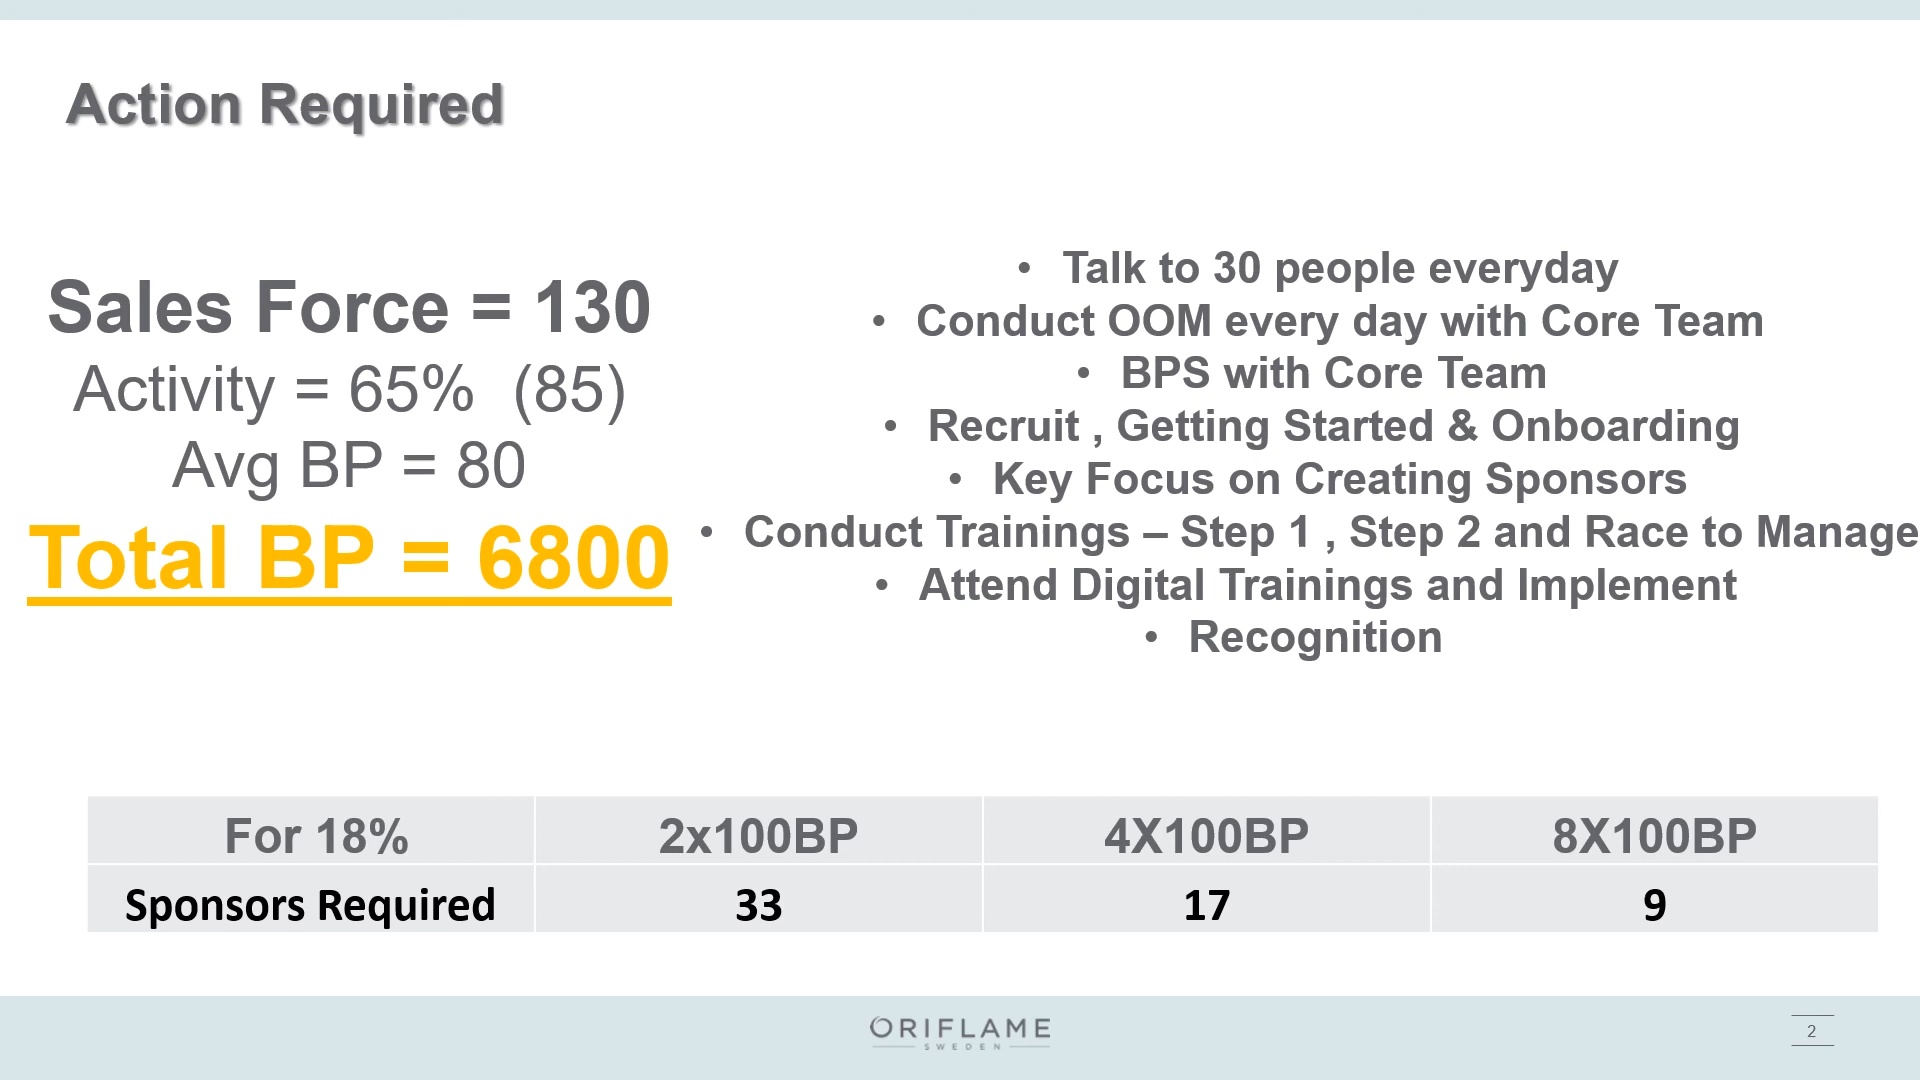 Action Required
Sales Force = 130
Activity = 65% (85)
Avg BP = 80
Total BP = 6800
• Talk to 30 people everyday
• Conduct OOM every day with Core Team
• BPS with Core Team
• Recruit , Getting Started & Onboarding
• Key Focus on Creating Sponsors
• Conduct Trainings – Step 1 , Step 2 and Race to Manage
• Attend Digital Trainings and Implement
• Recognition
For 18% 2x100BP 4X100BP 8X100BP
Sponsors Required 33 17 9
ORIFLAME
SWEDEN
2